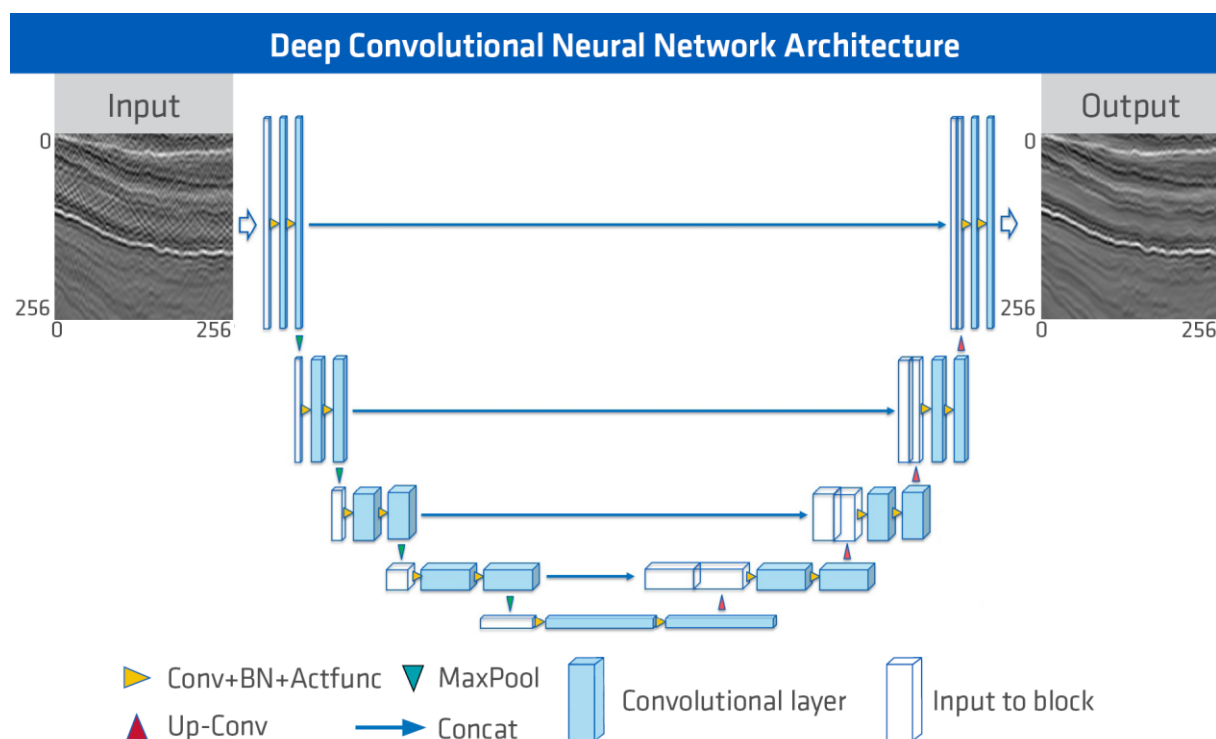 Deep Convolutional Neural Network Architecture
Input
Output
0
256
0
256
0
256
0
256
Conv+BN+Actfunc
MaxPool
Convolutional layer
Input to block
Up-Conv
Concat